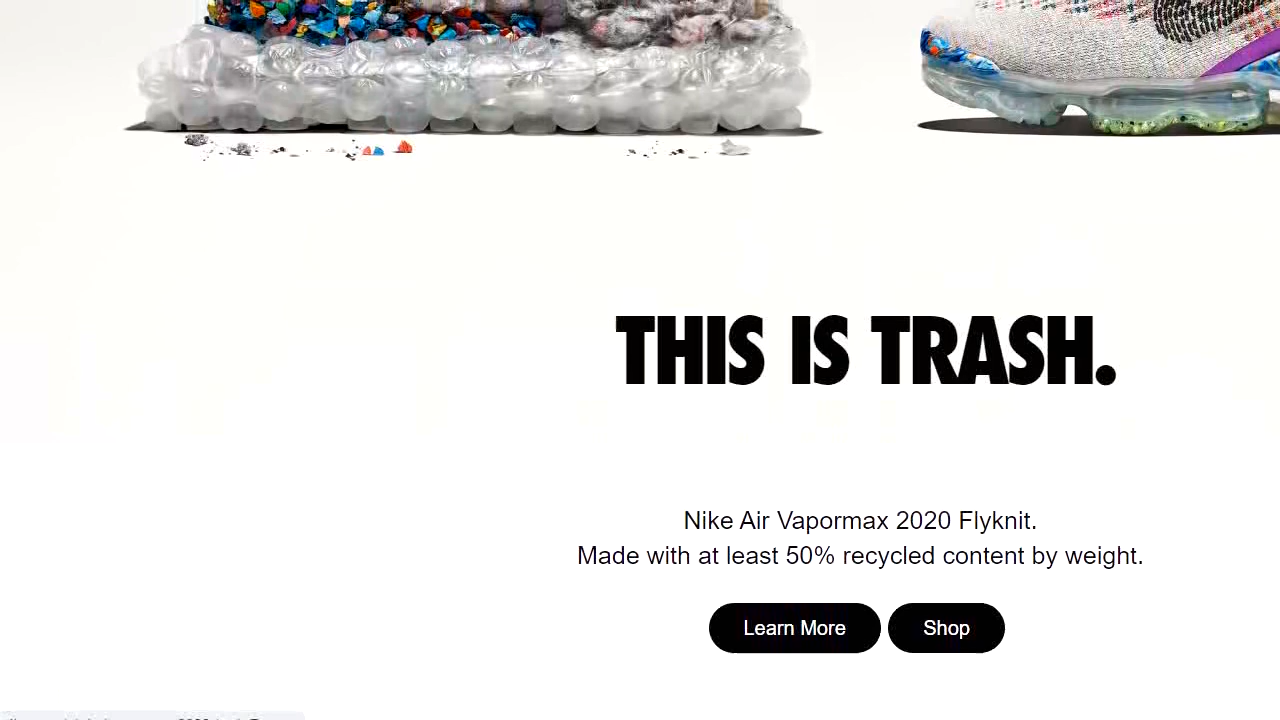 THIS IS TRASH.
Nike Air Vapormax 2020 Flyknit.
Made with at least 50% recycled content by weight.
Learn More
Shop